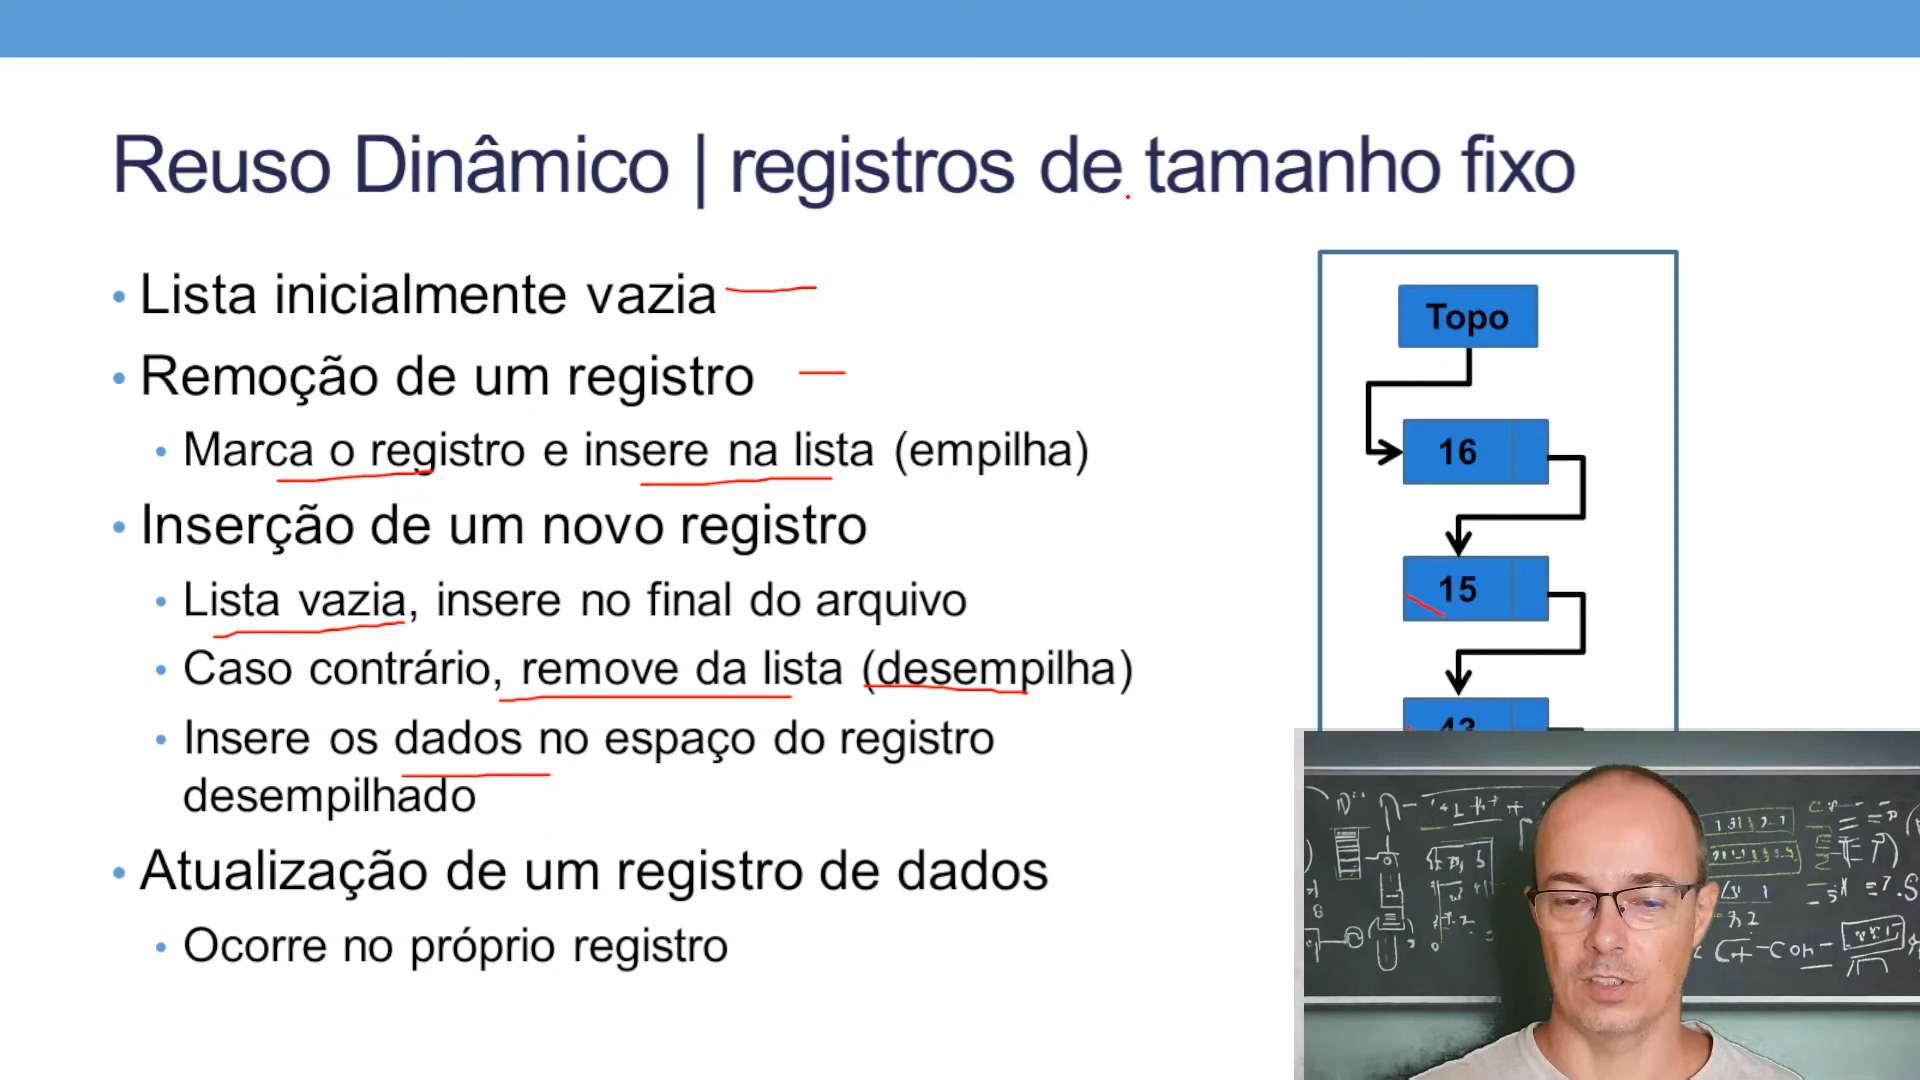 Reuso Dinâmico | registros de tamanho fixo
• Lista inicialmente vazia
• Remoção de um registro
• Marca o registro e insere na lista (empilha)
• Inserção de um novo registro
• Lista vazia, insere no final do arquivo
• Caso contrário, remove da lista (desempilha)
• Insere os dados no espaço do registro
desempilhado
• Atualização de um registro de dados
• Ocorre no próprio registro
Topo
16
15